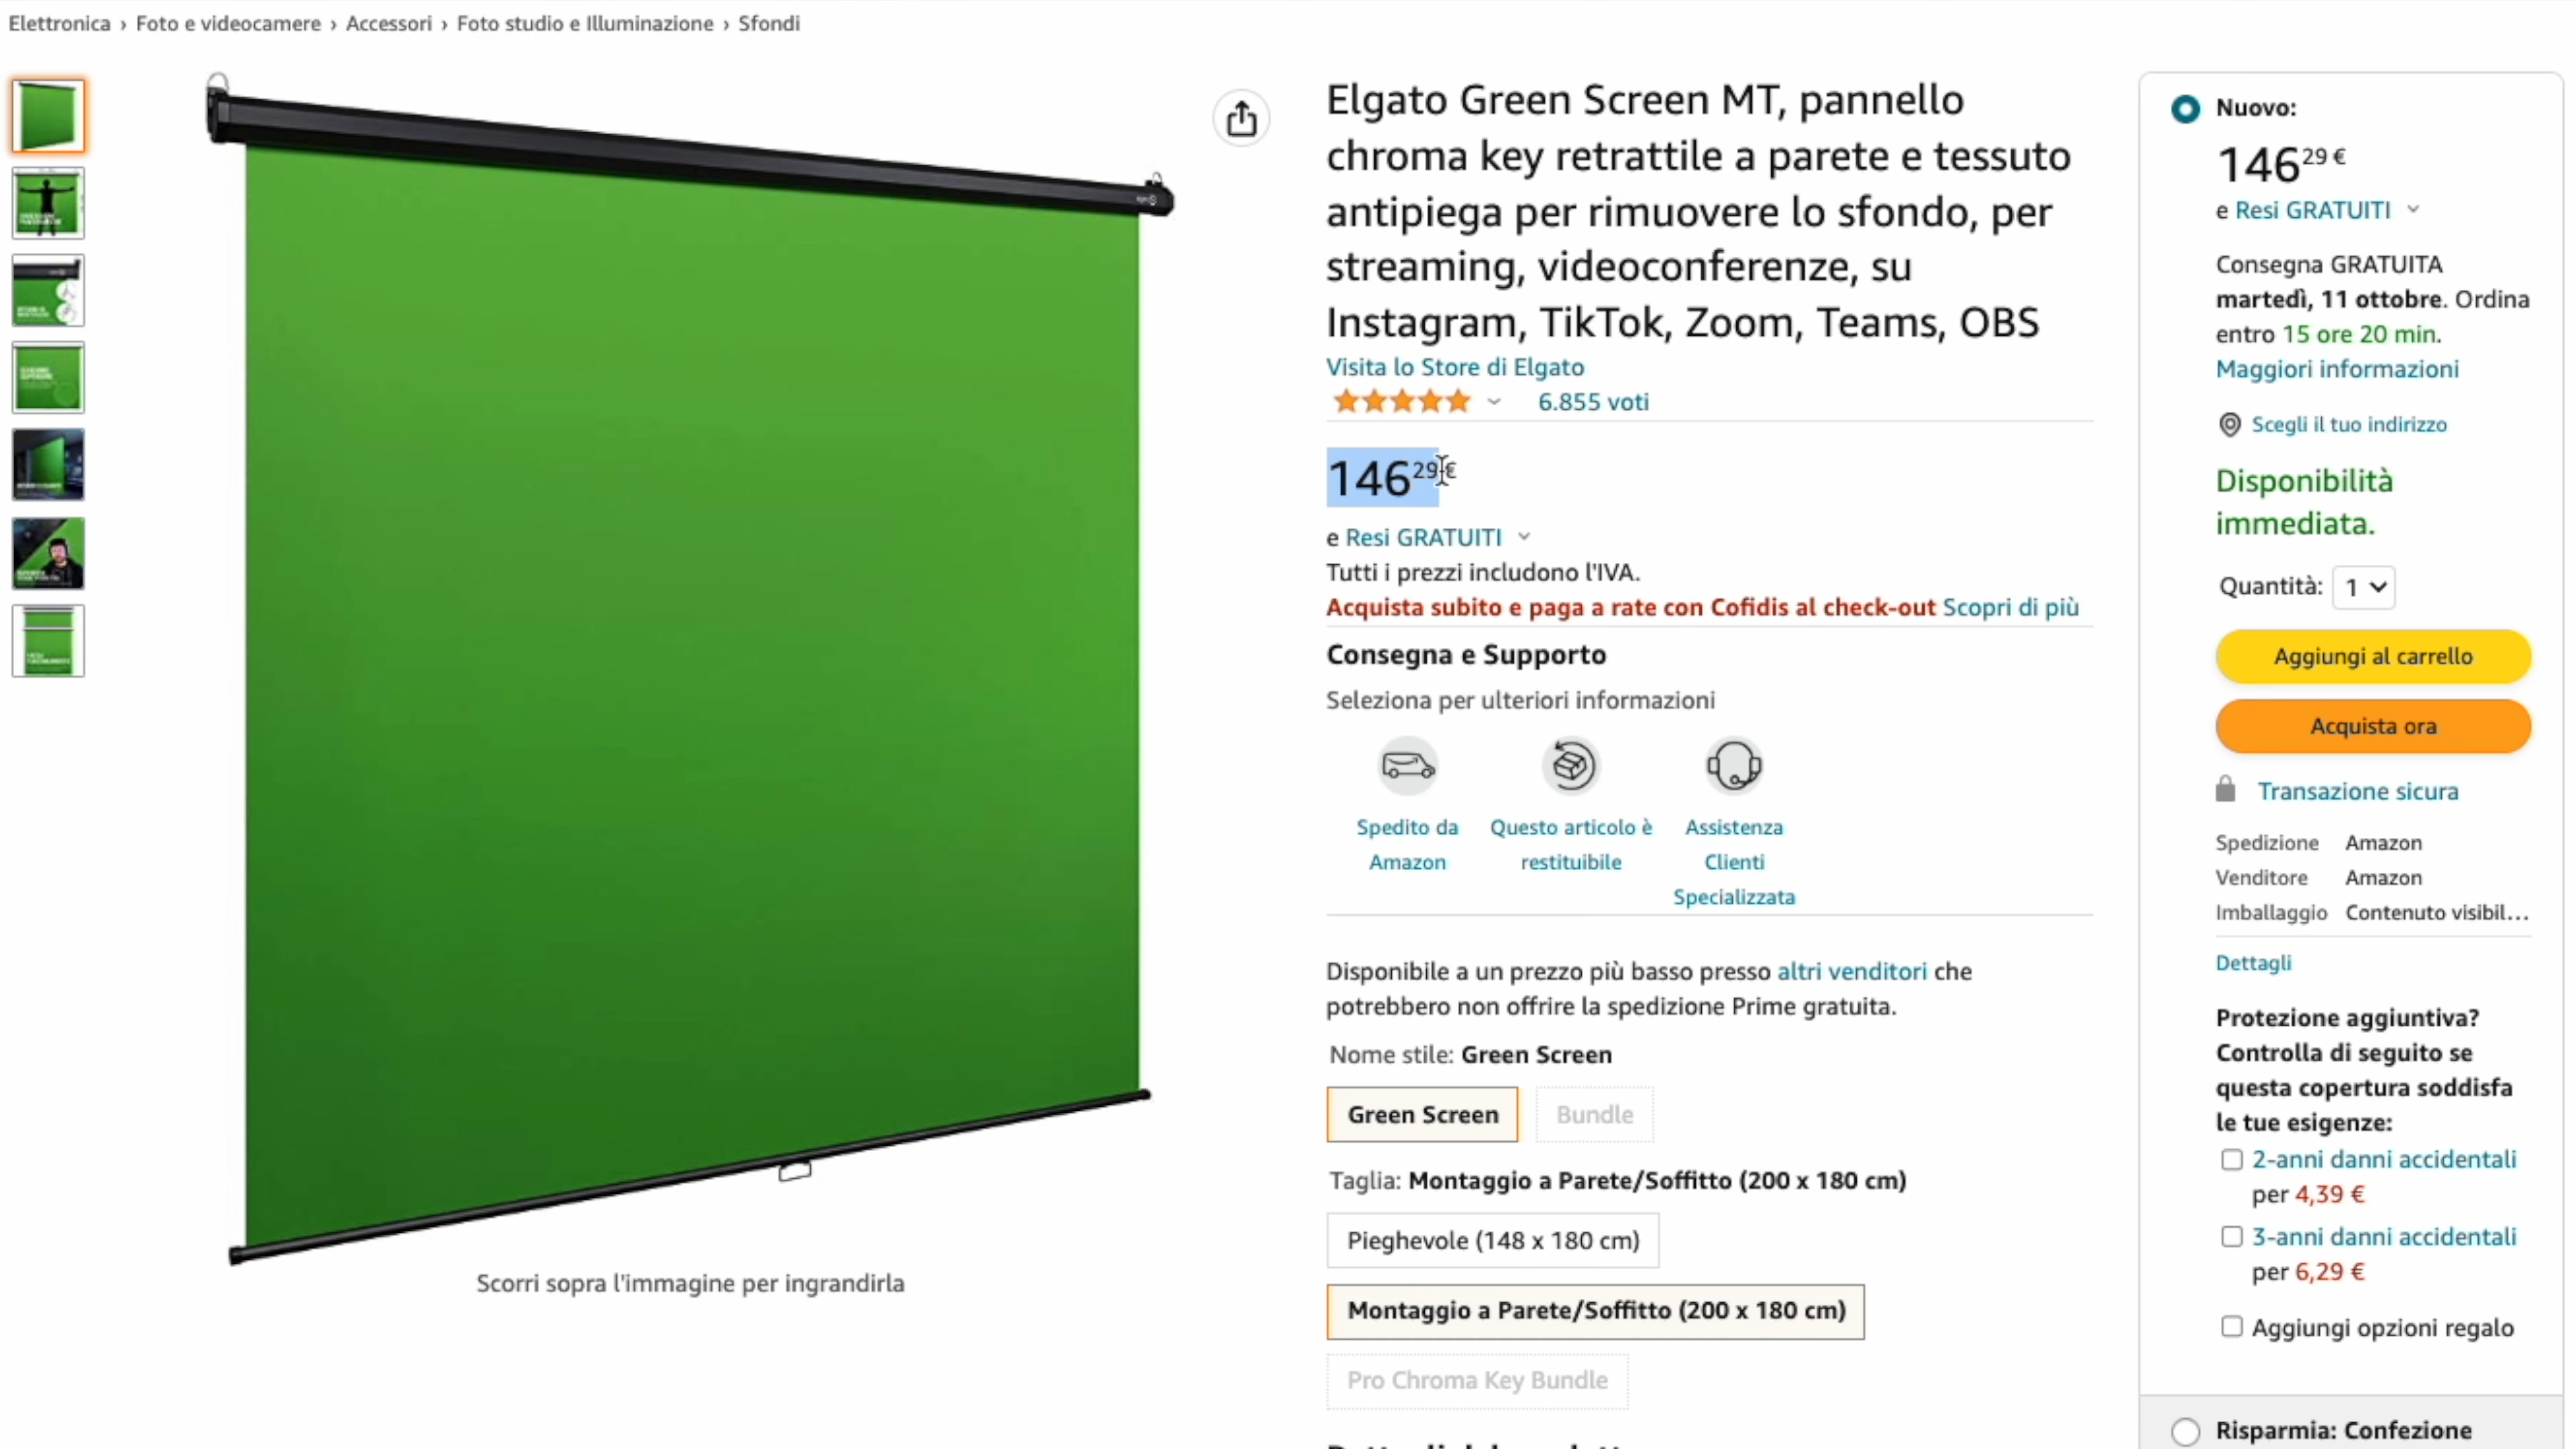 Elettronica › Foto e videocamere › Accessori › Foto studio e Illuminazione › Sfondi
Elgato Green Screen MT, pannello
chroma key retrattile a parete e tessuto
antipiega per rimuovere lo sfondo, per
streaming, videoconferenze, su
Instagram, TikTok, Zoom, Teams, OBS
Visita lo Store di Elgato
6.855 voti
146 29 €
e Resi GRATUITI
Tutti i prezzi includono l'IVA.
Acquista subito e paga a rate con Cofidis al check-out Scopri di più
Consegna e Supporto
Seleziona per ulteriori informazioni
Spedito da
Amazon
Questo articolo è
restituibile
Assistenza
Clienti
Specializzata
Disponibile a un prezzo più basso presso altri venditori che
potrebbero non offrire la spedizione Prime gratuita.
Nome stile: Green Screen
Green Screen
Bundle
Taglia: Montaggio a Parete/Soffitto (200 x 180 cm)
Pieghevole (148 x 180 cm)
Montaggio a Parete/Soffitto (200 x 180 cm)
Pro Chroma Key Bundle
Scorri sopra l'immagine per ingrandirla
Nuovo:
146 29 €
e Resi GRATUITI
Consegna GRATUITA
martedì, 11 ottobre. Ordina
entro 15 ore 20 min.
Maggiori informazioni
Scegli il tuo indirizzo
Disponibilità
immediata.
Quantità: 1
Aggiungi al carrello
Acquista ora
Transazione sicura
Spedizione Amazon
Venditore Amazon
Imballaggio Contenuto visibil...
Dettagli
Protezione aggiuntiva?
Controlla di seguito se
questa copertura soddisfa
le tue esigenze:
2-anni danni accidentali
per 4,39 €
3-anni danni accidentali
per 6,29 €
Aggiungi opzioni regalo
Risparmia: Confezione